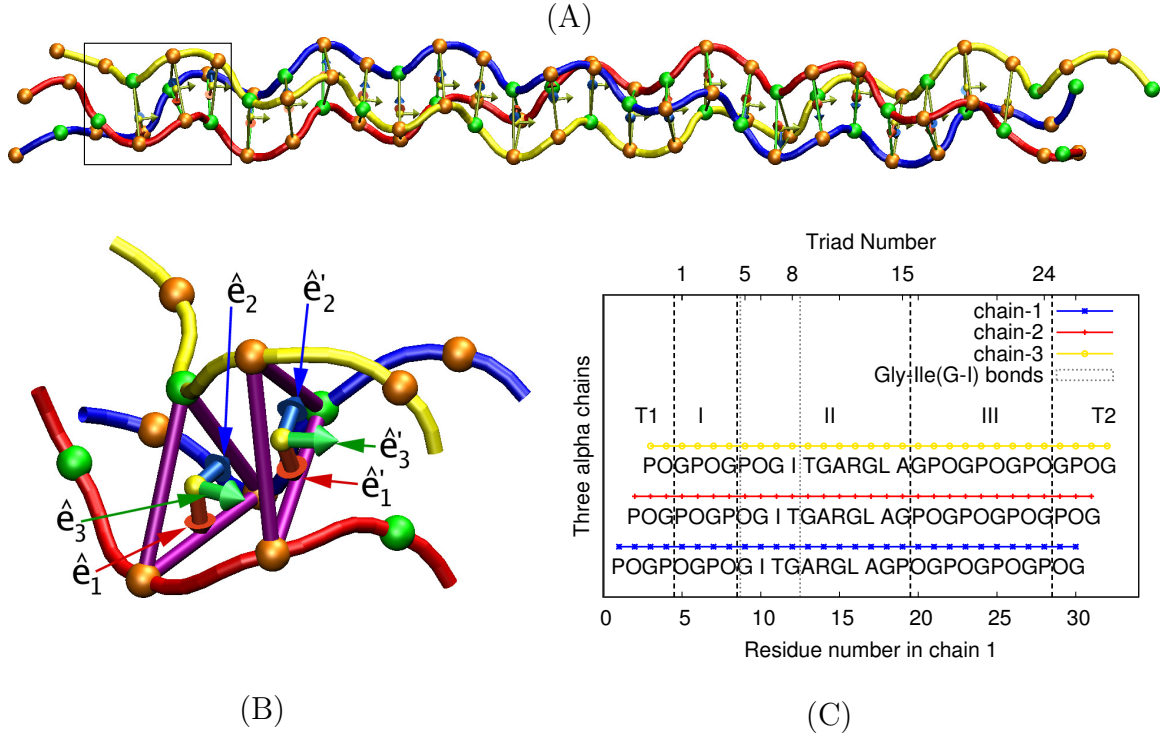 (A)
ê₂
ê'₂
ê'₃
ê'₁
ê₃
ê₁
(B)
Triad Number
1 5 8 15 24
chain-1
chain-2
chain-3
Gly-Ile(G-I) bonds
T1 I II III T2
POGPOGPOG I TGARGL AGPOGPOGPOGPOG
POGPOGPOG I TGARGL AGPOGPOGPOGPOG
POGPOGPOG I TGARGL AGPOGPOGPOGPOG
Three alpha chains
0 5 10 15 20 25 30
Residue number in chain 1
(C)